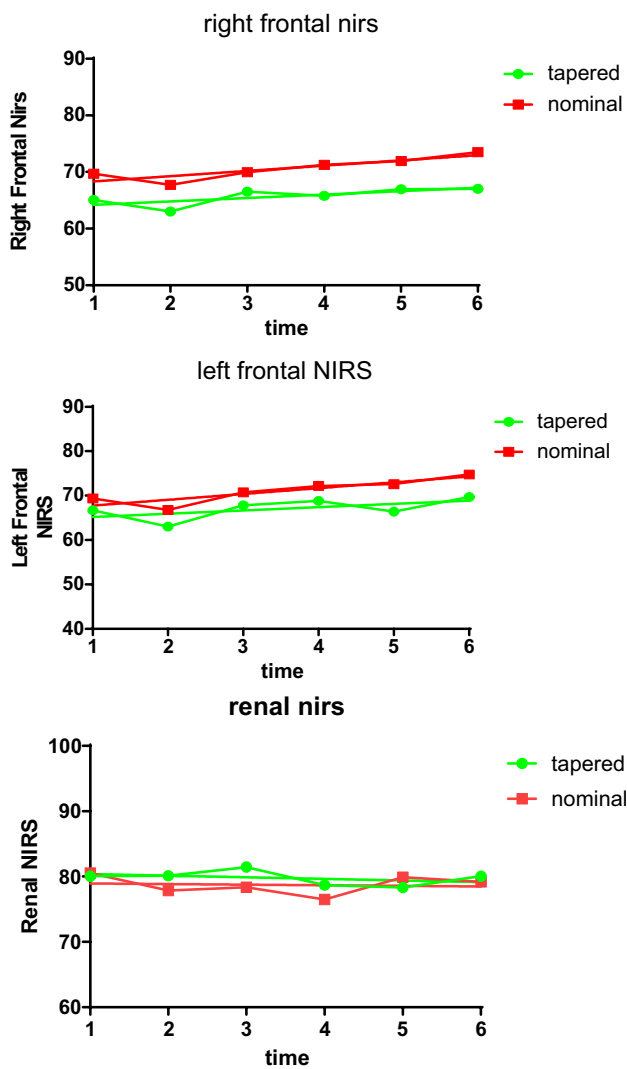 right frontal nirs
90
80
70
60
50
Right Frontal Nirs
1 2 3 4 5 6
time
tapered
nominal
left frontal NIRS
90
80
70
60
50
40
Left Frontal
NIRS
1 2 3 4 5 6
time
tapered
nominal
renal nirs
100
90
80
70
60
Renal NIRS
1 2 3 4 5 6
time
tapered
nominal